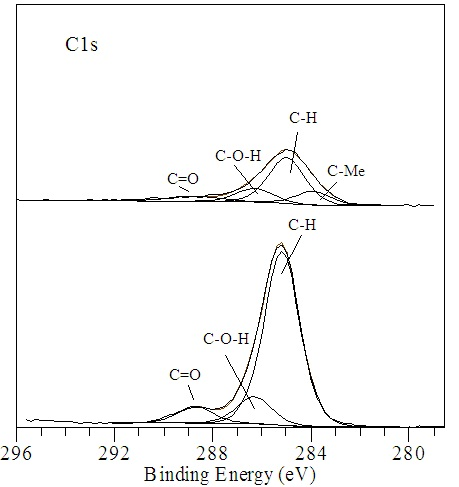 C1s
C-H
C-O-H
C-Me
C=O
C-H
C-O-H
C=O
296 292 288 284 280
Binding Energy (eV)